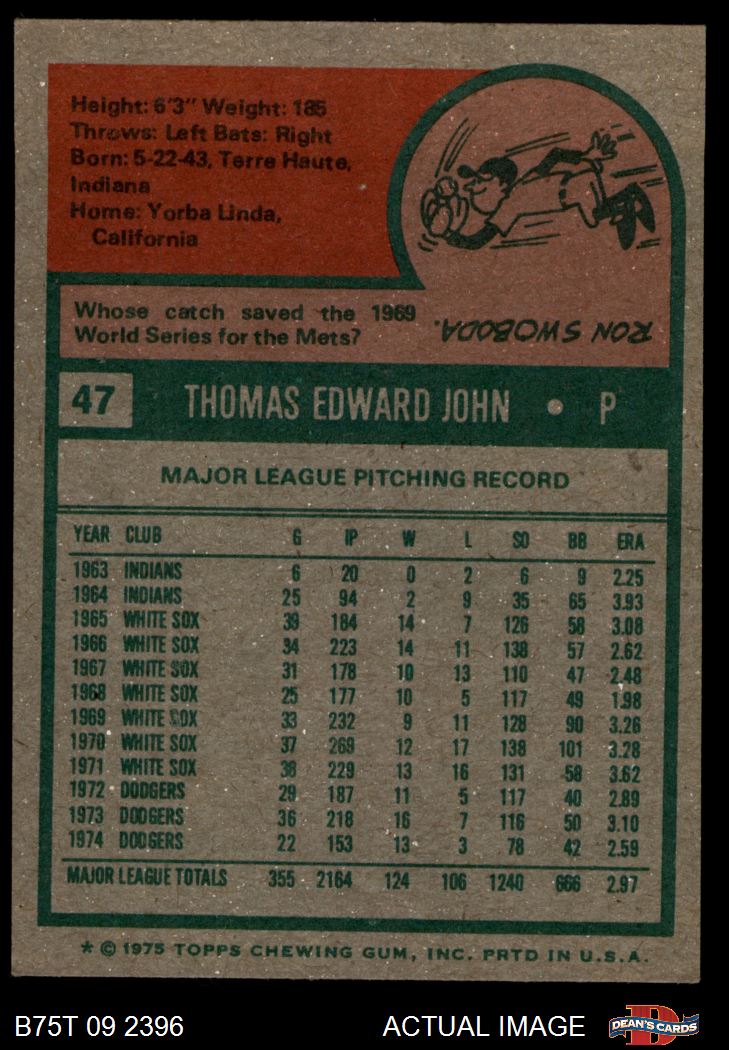 Height: 6'3" Weight: 185
Throws: Left Bats: Right
Born: 5-22-43, Terre Haute,
Indiana
Home: Yorba Linda,
California
Whose catch saved the 1969
World Series for the Mets?
RON SWOBODA.
47 THOMAS EDWARD JOHN • P
MAJOR LEAGUE PITCHING RECORD
YEAR CLUB G IP W L SO BB ERA
1963 INDIANS 6 20 0 2 6 9 2.25
1964 INDIANS 25 94 2 9 35 65 3.93
1965 WHITE SOX 39 184 14 7 126 58 3.08
1966 WHITE SOX 34 223 14 11 138 57 2.62
1967 WHITE SOX 31 178 10 13 110 47 2.48
1968 WHITE SOX 25 177 10 5 117 49 1.98
1969 WHITE SOX 33 232 9 11 128 90 3.26
1970 WHITE SOX 37 269 12 17 138 101 3.28
1971 WHITE SOX 38 229 13 16 131 58 3.62
1972 DODGERS 29 187 11 5 117 40 2.89
1973 DODGERS 36 218 16 7 116 50 3.10
1974 DODGERS 22 153 13 3 78 42 2.59
MAJOR LEAGUE TOTALS 355 2164 124 106 1240 666 2.97
* © 1975 TOPPS CHEWING GUM, INC. PRTD IN U.S.A.
B75T 09 2396 ACTUAL IMAGE D DEAN'S CARDS